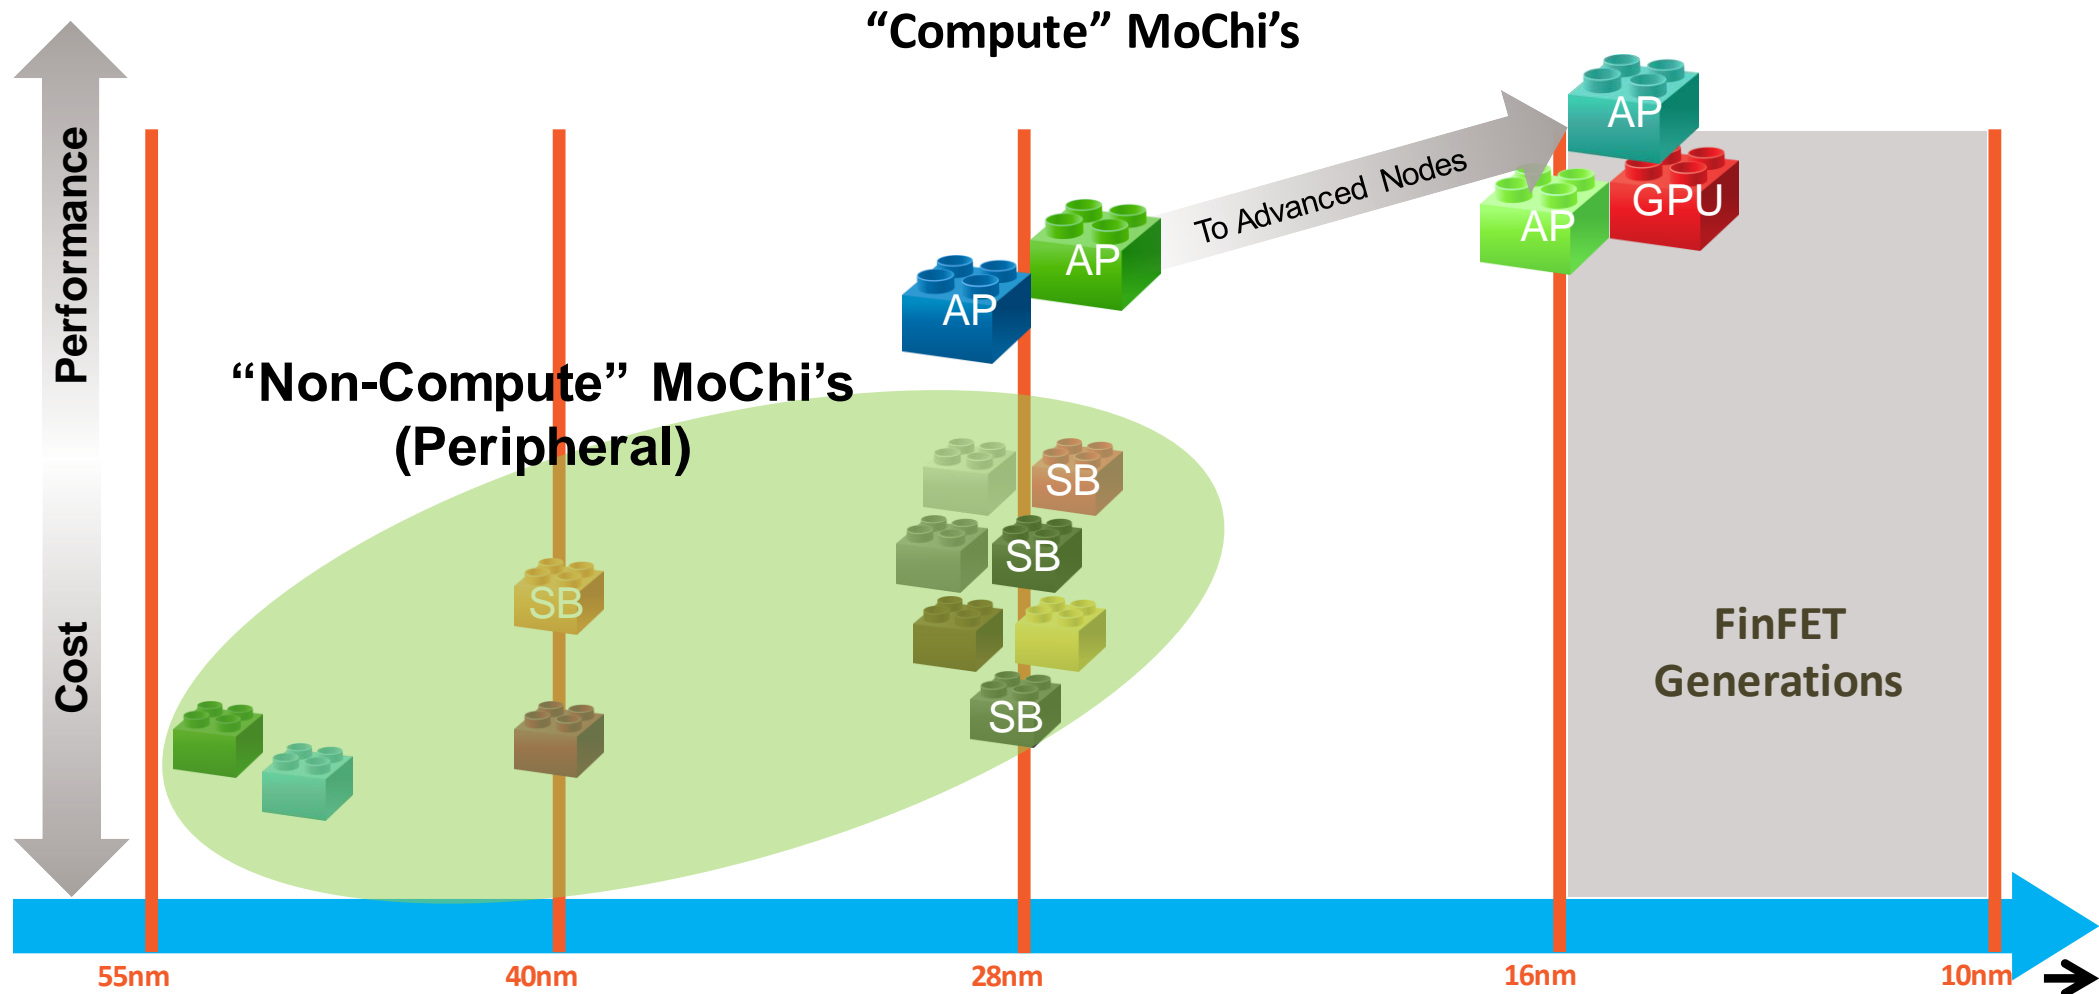 “Compute” MoChi’s
Performance
Cost
“Non-Compute” MoChi’s
(Peripheral)
AP
AP
To Advanced Nodes
AP
AP
GPU
SB
SB
SB
SB
FinFET
Generations
55nm
40nm
28nm
16nm
10nm